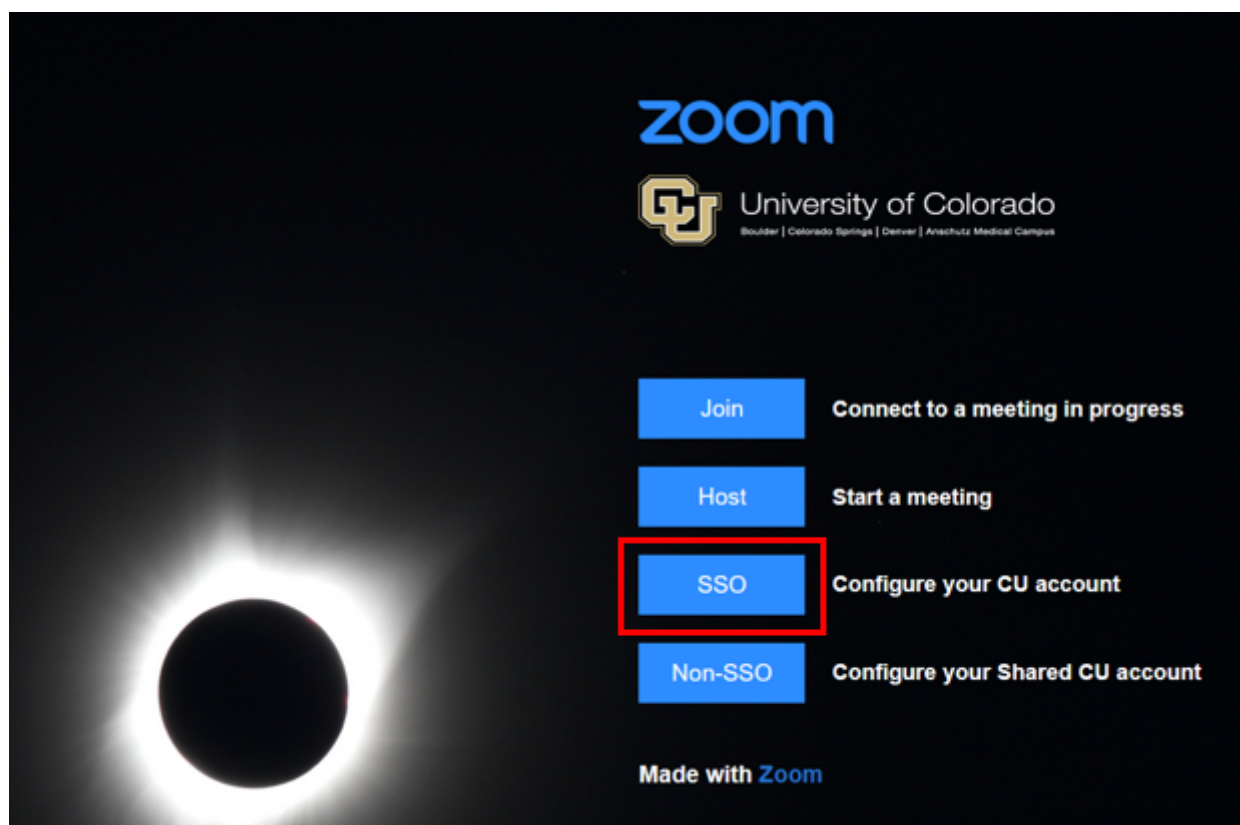 zoom
CU University of Colorado
Boulder | Colorado Springs | Denver | Anschutz Medical Campus
Join Connect to a meeting in progress
Host Start a meeting
SSO Configure your CU account
Non-SSO Configure your Shared CU account
Made with Zoom